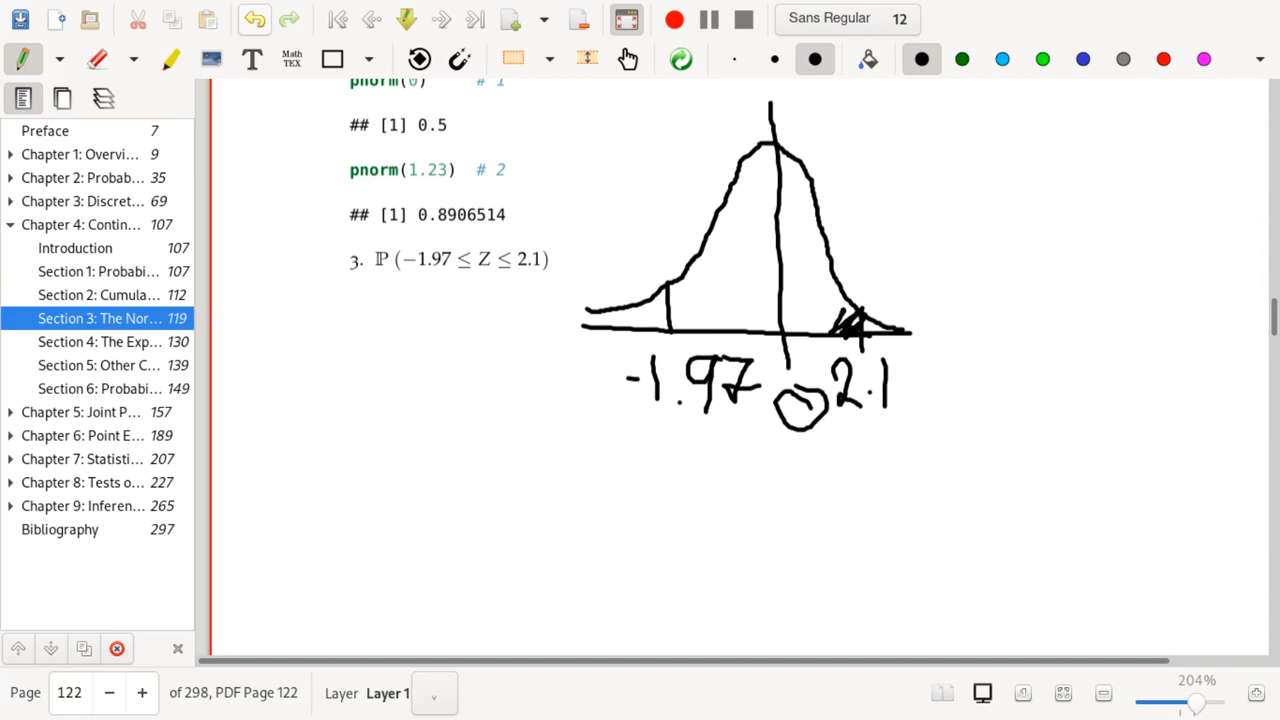 Sans Regular 12
Math
TEX
Preface 7
Chapter 1: Overvi... 9
Chapter 2: Probab... 35
Chapter 3: Discret... 69
Chapter 4: Contin... 107
Introduction 107
Section 1: Probabi... 107
Section 2: Cumula... 112
Section 3: The Nor... 119
Section 4: The Exp... 130
Section 5: Other C... 139
Section 6: Probabi... 149
Chapter 5: Joint P... 157
Chapter 6: Point E... 189
Chapter 7: Statisti... 207
Chapter 8: Tests o... 227
Chapter 9: Inferen... 265
Bibliography 297
pnorm(0) # 1
## [1] 0.5
pnorm(1.23) # 2
## [1] 0.8906514
3. ℙ (−1.97 ≤ Z ≤ 2.1)
-1.97 0 2.1
Page 122 of 298, PDF Page 122 Layer Layer 1 204%